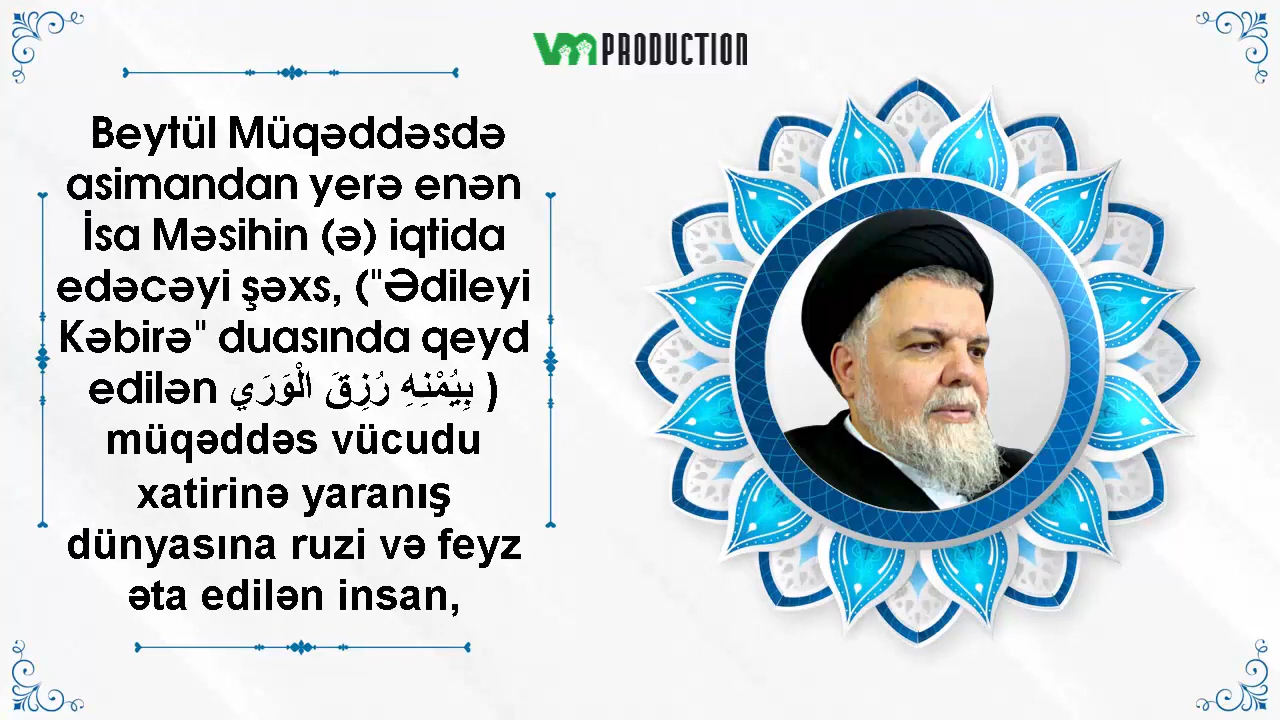 VM PRODUCTION
Beytül Müqəddəsdə
asimandan yerə enən
İsa Məsihin (ə) iqtida
edəcəyi şəxs, ("Ədileyi
Kəbirə" duasında qeyd
edilən بِيُمْنِهِ رُزِقَ الْوَرَي )
müqəddəs vücudu
xatirinə yaranış
dünyasına ruzi və feyz
əta edilən insan,